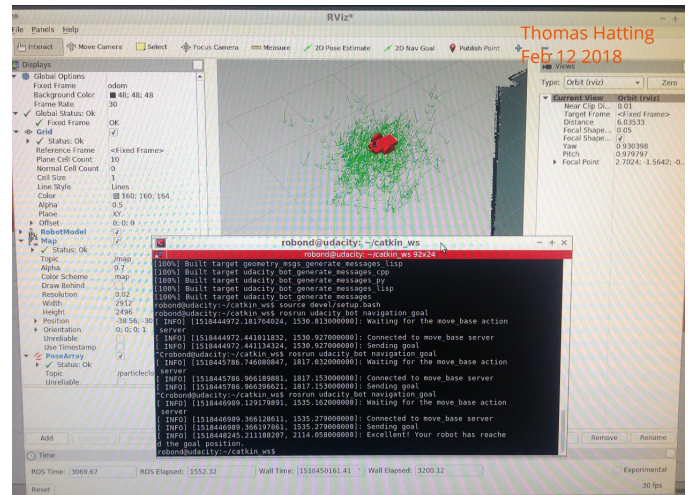 RViz*
File Panels Help
Interact Move Camera Select Focus Camera Measure 2D Pose Estimate 2D Nav Goal Publish Point
Thomas Hatting
Feb 12 2018
Displays
Global Options
Fixed Frame odom
Background Color 48; 48; 48
Frame Rate 30
Global Status: Ok
Fixed Frame OK
Grid
Status: Ok
Reference Frame <Fixed Frame>
Plane Cell Count 10
Normal Cell Count 0
Cell Size 1
Line Style Lines
Color 160; 160; 164
Alpha 0.5
Plane XY
Offset 0; 0; 0
RobotModel
Map
Status: Ok
Topic /map
Alpha 0.7
Color Scheme map
Draw Behind
Resolution 0.02
Width 2912
Height 2496
Position -38.56; -30
Orientation 0; 0; 0; 1
Unreliable
Use Timestamp
PoseArray
Status: Ok
Topic /particleclo
Unreliable
Add
Views
Type: Orbit (rviz) Zero
Current View Orbit (rviz)
Near Clip Di... 0.01
Target Frame <Fixed Frame>
Distance 6.03533
Focal Shape... 0.05
Focal Shape...
Yaw 0.930398
Pitch 0.979797
Focal Point 2.7024; -1.5642; -0...
Remove Rename
robond@udacity: ~/catkin_ws
robond@udacity: ~/catkin_ws 92x24
[100%] Built target geometry_msgs_generate_messages_lisp
[100%] Built target udacity_bot_generate_messages_cpp
[100%] Built target udacity_bot_generate_messages_py
[100%] Built target udacity_bot_generate_messages_lisp
[100%] Built target udacity_bot_generate_messages
robond@udacity:~/catkin_ws$ source devel/setup.bash
robond@udacity:~/catkin_ws$ rosrun udacity_bot navigation_goal
[ INFO] [1518444972.181764024, 1530.813000000]: Waiting for the move_base action
server
[ INFO] [1518444972.441011832, 1530.927000000]: Connected to move_base server
[ INFO] [1518444972.441134324, 1530.927000000]: Sending goal
^Crobond@udacity:~/catkin_ws$ rosrun udacity_bot navigation_goal
[ INFO] [1518445785.746080847, 1817.032000000]: Waiting for the move_base action
server
[ INFO] [1518445785.966189881, 1817.153000000]: Connected to move_base server
[ INFO] [1518445785.966396621, 1817.153000000]: Sending goal
^Crobond@udacity:~/catkin_ws$ rosrun udacity_bot navigation_goal
[ INFO] [1518446989.129179891, 1535.162000000]: Waiting for the move_base action
server
[ INFO] [1518446989.366128611, 1535.279000000]: Connected to move_base server
[ INFO] [1518446989.366197861, 1535.279000000]: Sending goal
[ INFO] [1518448245.211188207, 2114.058000000]: Excellent! Your robot has reache
d the goal position.
robond@udacity:~/catkin_ws$
Time
ROS Time: 3069.67 ROS Elapsed: 1552.32 Wall Time: 1518450161.41 Wall Elapsed: 3200.12 Experimental
Reset 30 fps